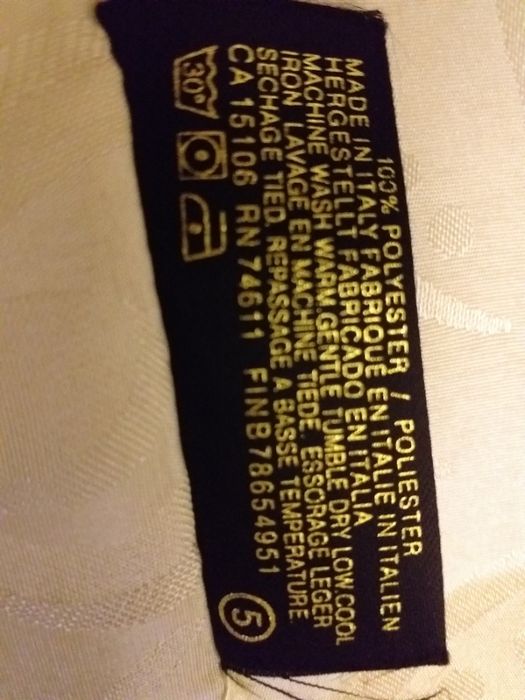 100% POLYESTER / POLIESTER
MADE IN ITALY FABRIQUE EN ITALIE IN ITALIEN
HERGESTELLT FABRICADO EN ITALIA
MACHINE WASH WARM.GENTLE TUMBLE DRY LOW.COOL
IRON. LAVAGE EN MACHINE TIEDE. ESSORAGE LEGER
SECHAGE TIED. REPASSAGE A BASSE TEMPERATURE.
CA 15106 RN 74611 FIN B 78654951
30°
5